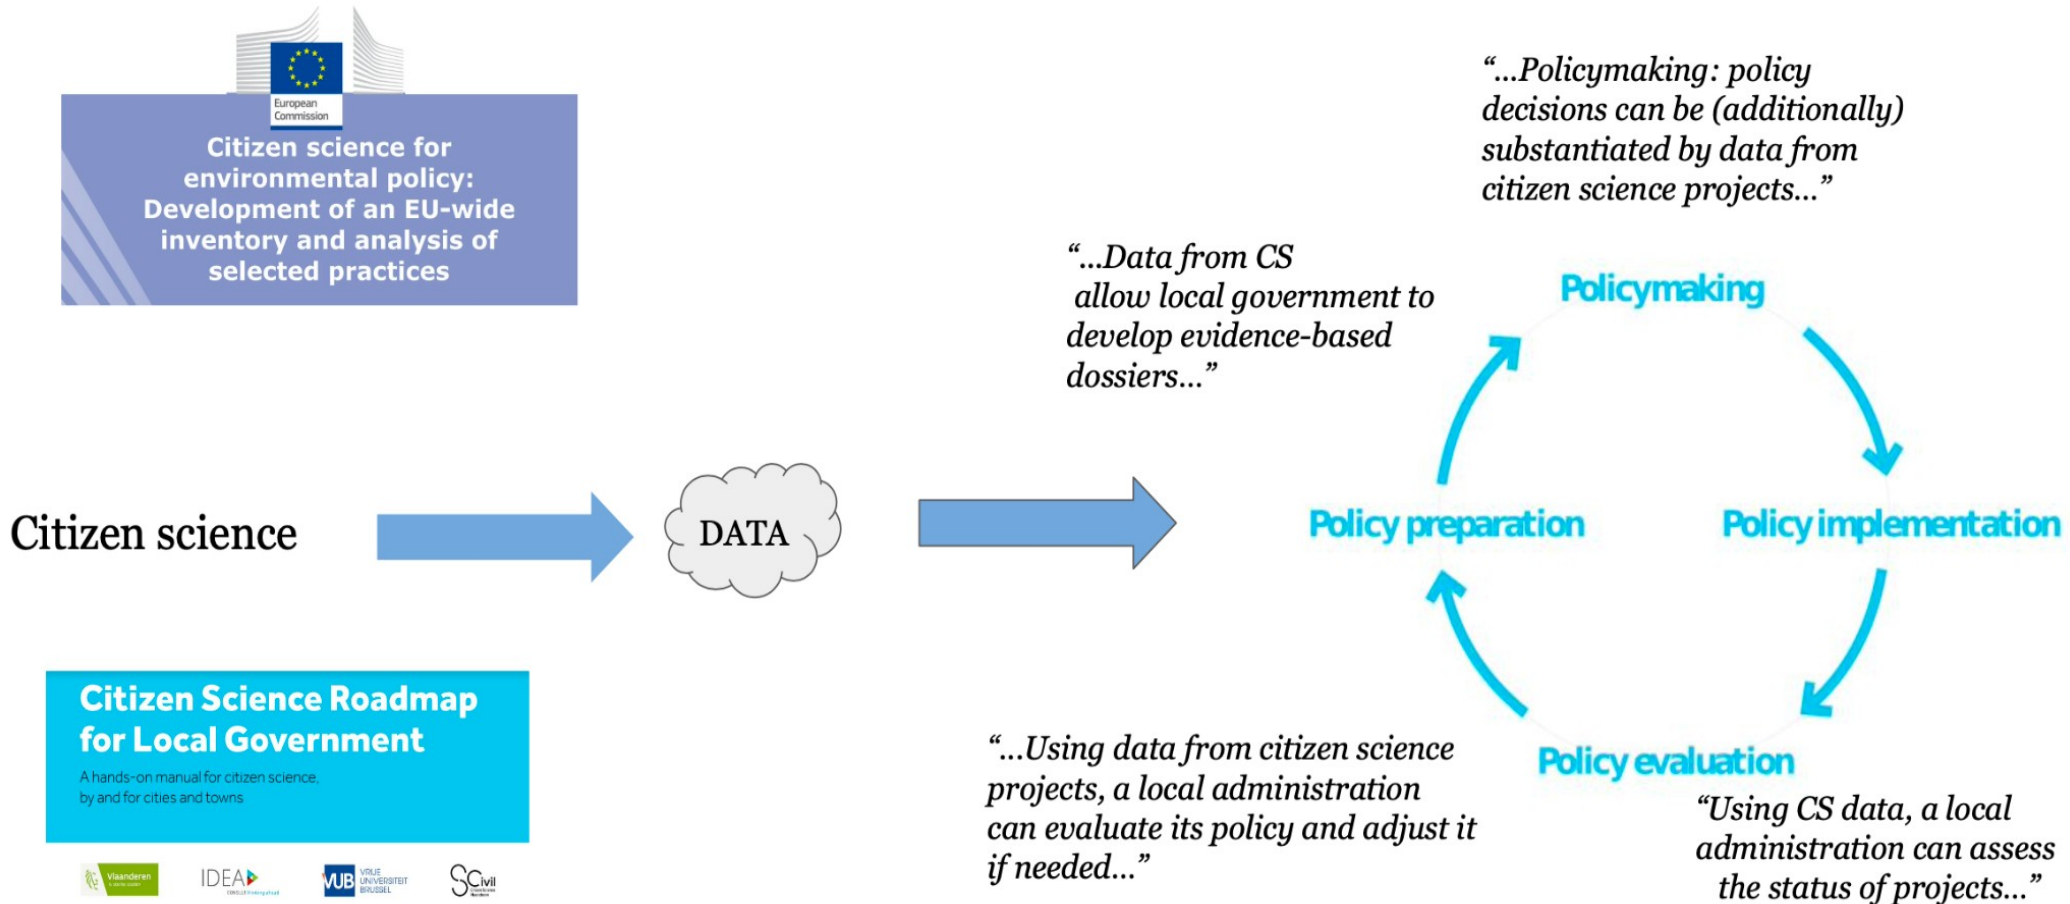 European
Commission
Citizen science for
environmental policy:
Development of an EU-wide
inventory and analysis of
selected practices
“...Policymaking: policy
decisions can be (additionally)
substantiated by data from
citizen science projects...”
“...Data from CS
allow local government to
develop evidence-based
dossiers...”
Policymaking
Citizen science
DATA
Policy preparation
Policy implementation
Citizen Science Roadmap
for Local Government
A hands-on manual for citizen science,
by and for cities and towns
“...Using data from citizen science
projects, a local administration
can evaluate its policy and adjust it
if needed...”
Policy evaluation
“Using CS data, a local
administration can assess
the status of projects...”
Vlaanderen
IDEA
VUB
VRIJE
UNIVERSITEIT
BRUSSEL
SCivil